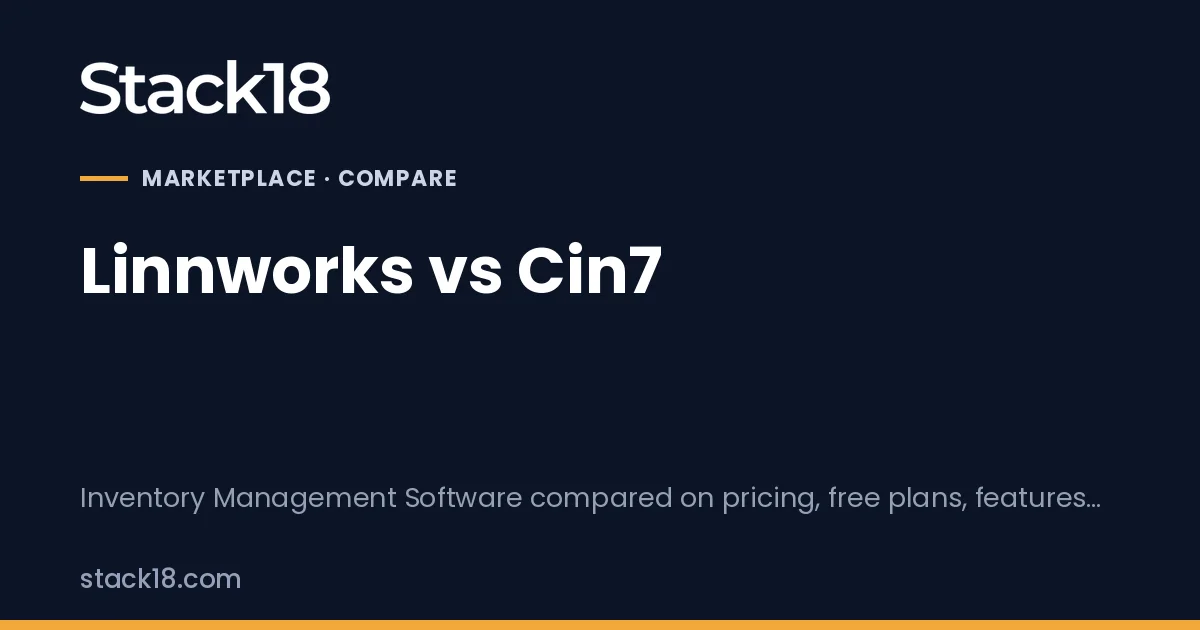 Stack18
MARKETPLACE · COMPARE
Linnworks vs Cin7
Inventory Management Software compared on pricing, free plans, features...
stack18.com